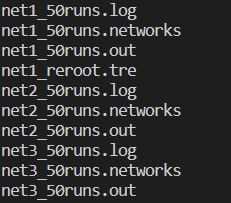 net1_50runs.log
net1_50runs.networks
net1_50runs.out
net1_reroot.tre
net2_50runs.log
net2_50runs.networks
net2_50runs.out
net3_50runs.log
net3_50runs.networks
net3_50runs.out